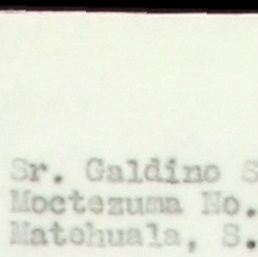 Sr. Galdino S
Moctezuma No.
Matehuala, S.